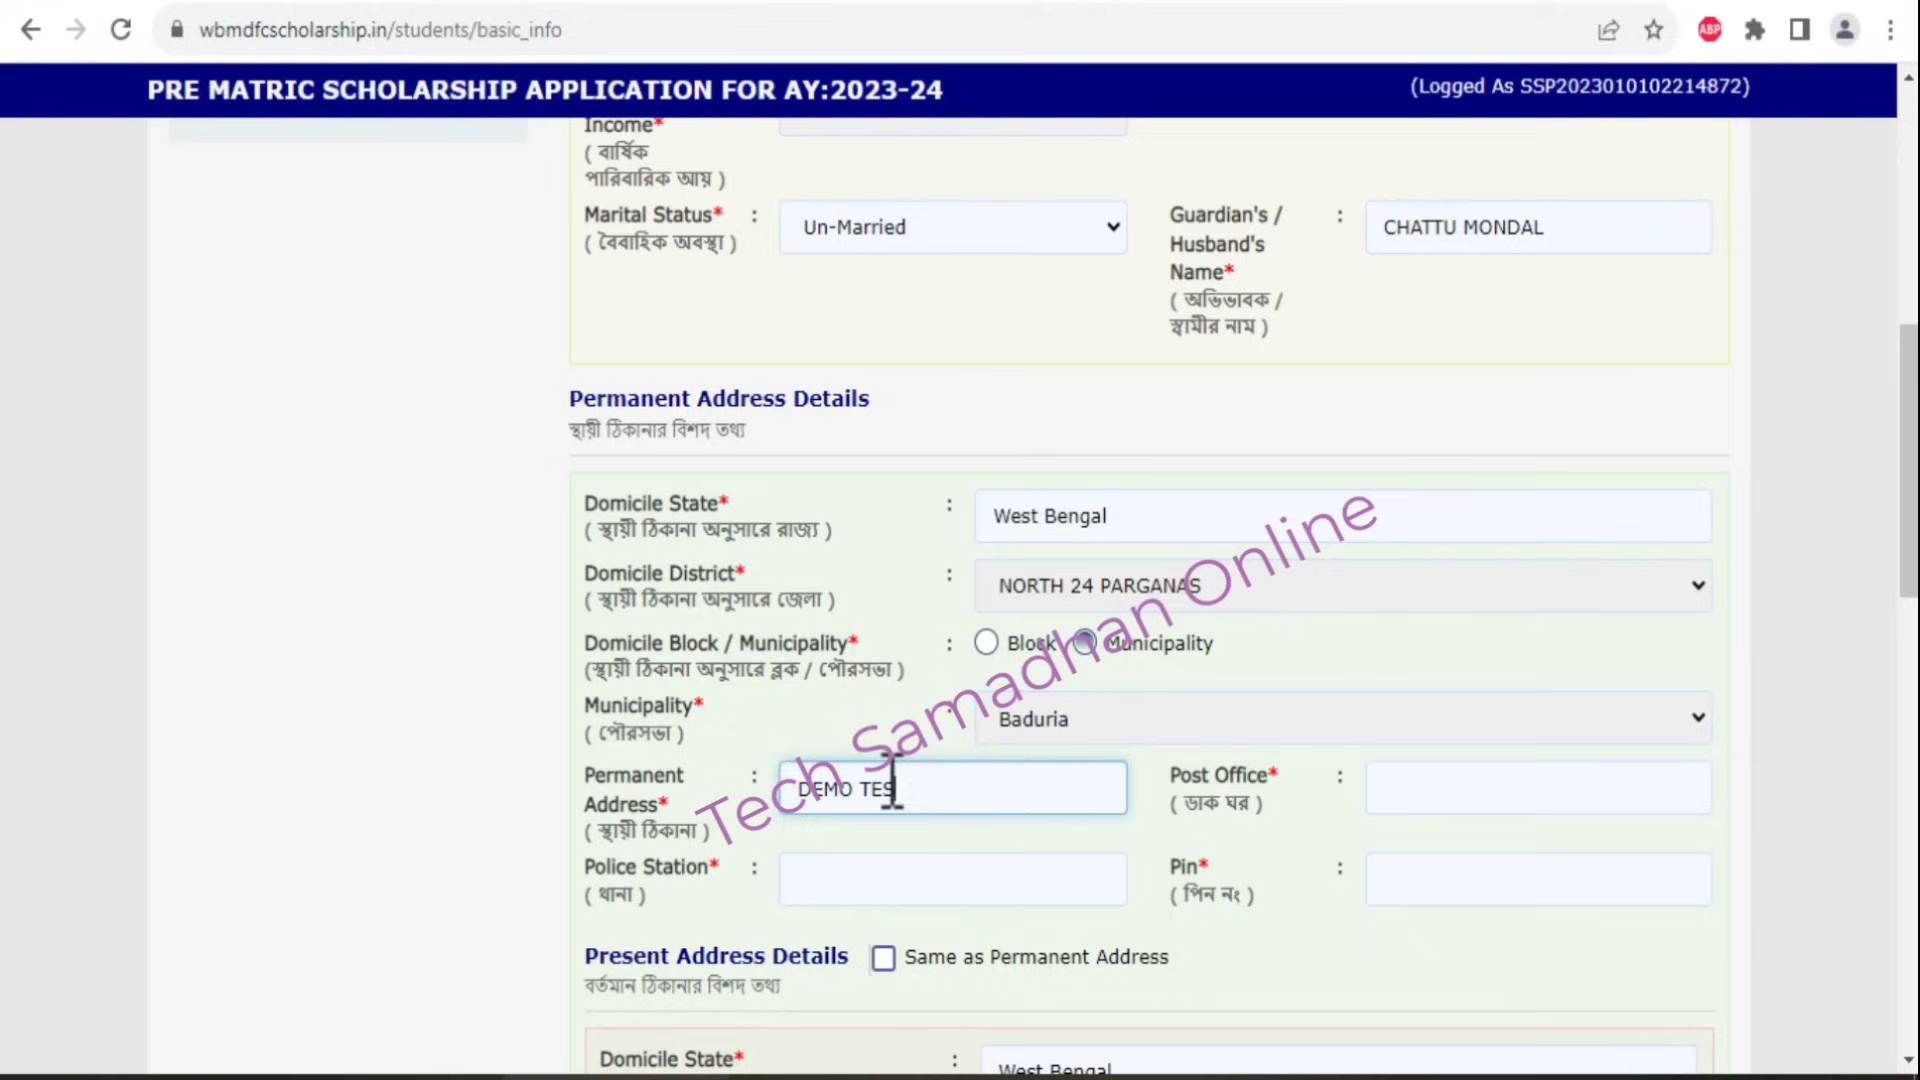 wbmdfcscholarship.in/students/basic_info
ABP
PRE MATRIC SCHOLARSHIP APPLICATION FOR AY:2023-24
(Logged As SSP2023010102214872)
Income*
( বার্ষিক
পারিবারিক আয় )
Marital Status* :
Un-Married
( বৈবাহিক অবস্থা )
Guardian's / :
Husband's
Name*
( অভিভাবক /
স্বামীর নাম )
CHATTU MONDAL
Permanent Address Details
স্থায়ী ঠিকানার বিশদ তথ্য
Domicile State* :
( স্থায়ী ঠিকানা অনুসারে রাজ্য )
West Bengal
Domicile District* :
( স্থায়ী ঠিকানা অনুসারে জেলা )
NORTH 24 PARGANAS
Domicile Block / Municipality* :
(স্থায়ী ঠিকানা অনুসারে ব্লক / পৌরসভা )
Block Municipality
Municipality* :
( পৌরসভা )
Baduria
Permanent :
Address*
( স্থায়ী ঠিকানা )
DEMO TES
Post Office* :
( ডাক ঘর )
Police Station* :
( থানা )
Pin* :
( পিন নং )
Tech Samadhan Online
Present Address Details
Same as Permanent Address
বর্তমান ঠিকানার বিশদ তথ্য
Domicile State* :
West Bengal